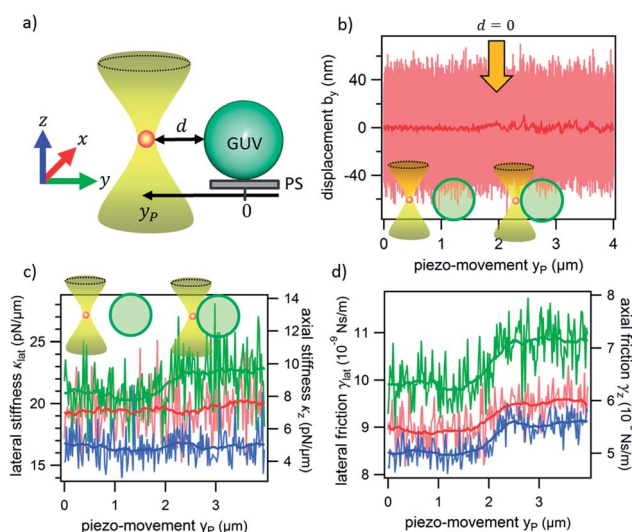 a)
z
x
y
d
GUV
PS
y_P
0
b)
d = 0
displacement b_y (nm)
40
0
-40
0
1
2
3
4
piezo-movement y_P (µm)
c)
lateral stiffness κ_lat (pN/µm)
27
25
20
15
axial stiffness κ_z (pN/µm)
14
12
10
8
6
4
0
1
2
3
piezo-movement y_P (µm)
d)
lateral friction γ_lat (10⁻⁹ Ns/m)
11
10
9
8
axial friction γ_z (10⁻⁹ Ns/m)
8
7
6
5
0
1
2
3
piezo-movement y_P (µm)